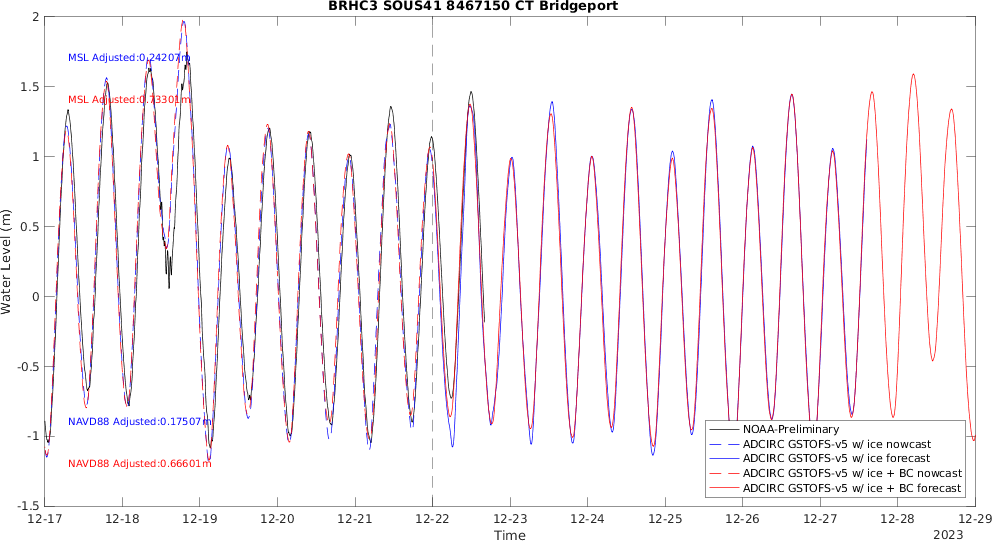 BRHC3 SOUS41 8467150 CT Bridgeport
2
1.5
1
0.5
0
-0.5
-1
-1.5
Water Level (m)
MSL Adjusted:0.24207m
MSL Adjusted:0.73301m
NAVD88 Adjusted:0.17507m
NAVD88 Adjusted:0.66601m
NOAA-Preliminary
ADCIRC GSTOFS-v5 w/ ice nowcast
ADCIRC GSTOFS-v5 w/ ice forecast
ADCIRC GSTOFS-v5 w/ ice + BC nowcast
ADCIRC GSTOFS-v5 w/ ice + BC forecast
12-17 12-18 12-19 12-20 12-21 12-22 12-23 12-24 12-25 12-26 12-27 12-28 12-29
Time
2023